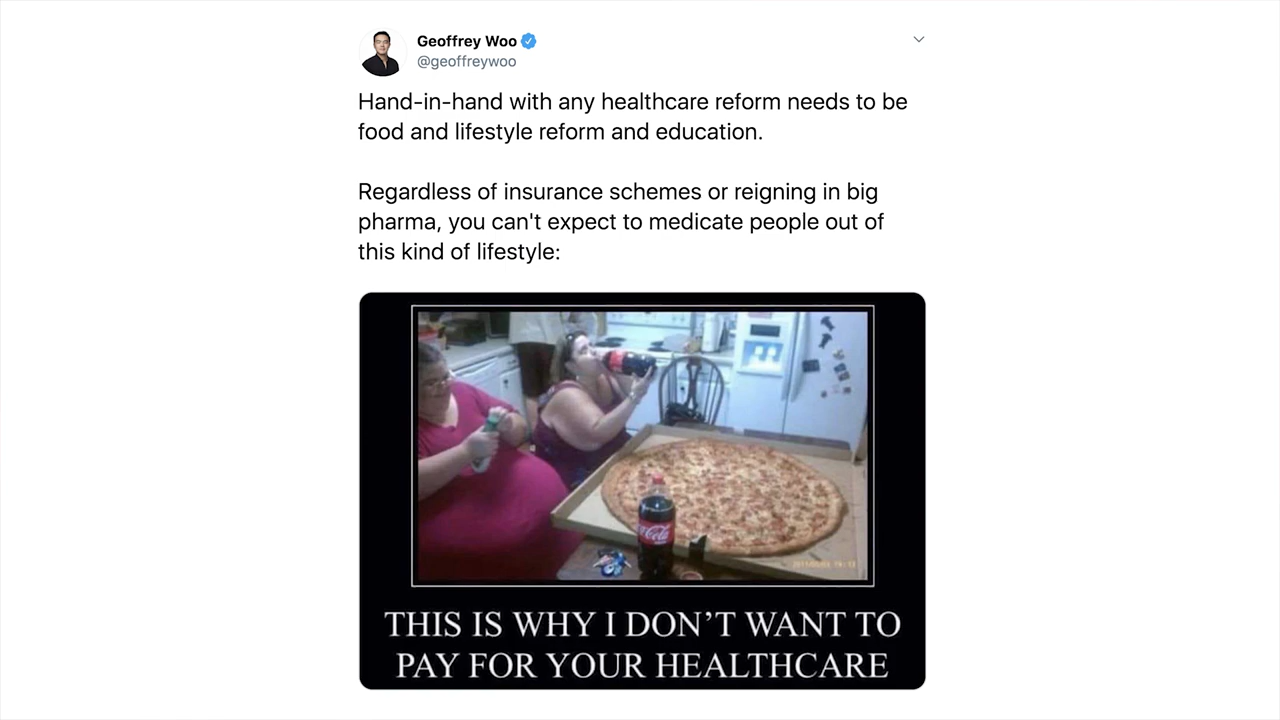 Geoffrey Woo
@geoffreywoo
Hand-in-hand with any healthcare reform needs to be
food and lifestyle reform and education.
Regardless of insurance schemes or reigning in big
pharma, you can't expect to medicate people out of
this kind of lifestyle:
THIS IS WHY I DON'T WANT TO
PAY FOR YOUR HEALTHCARE